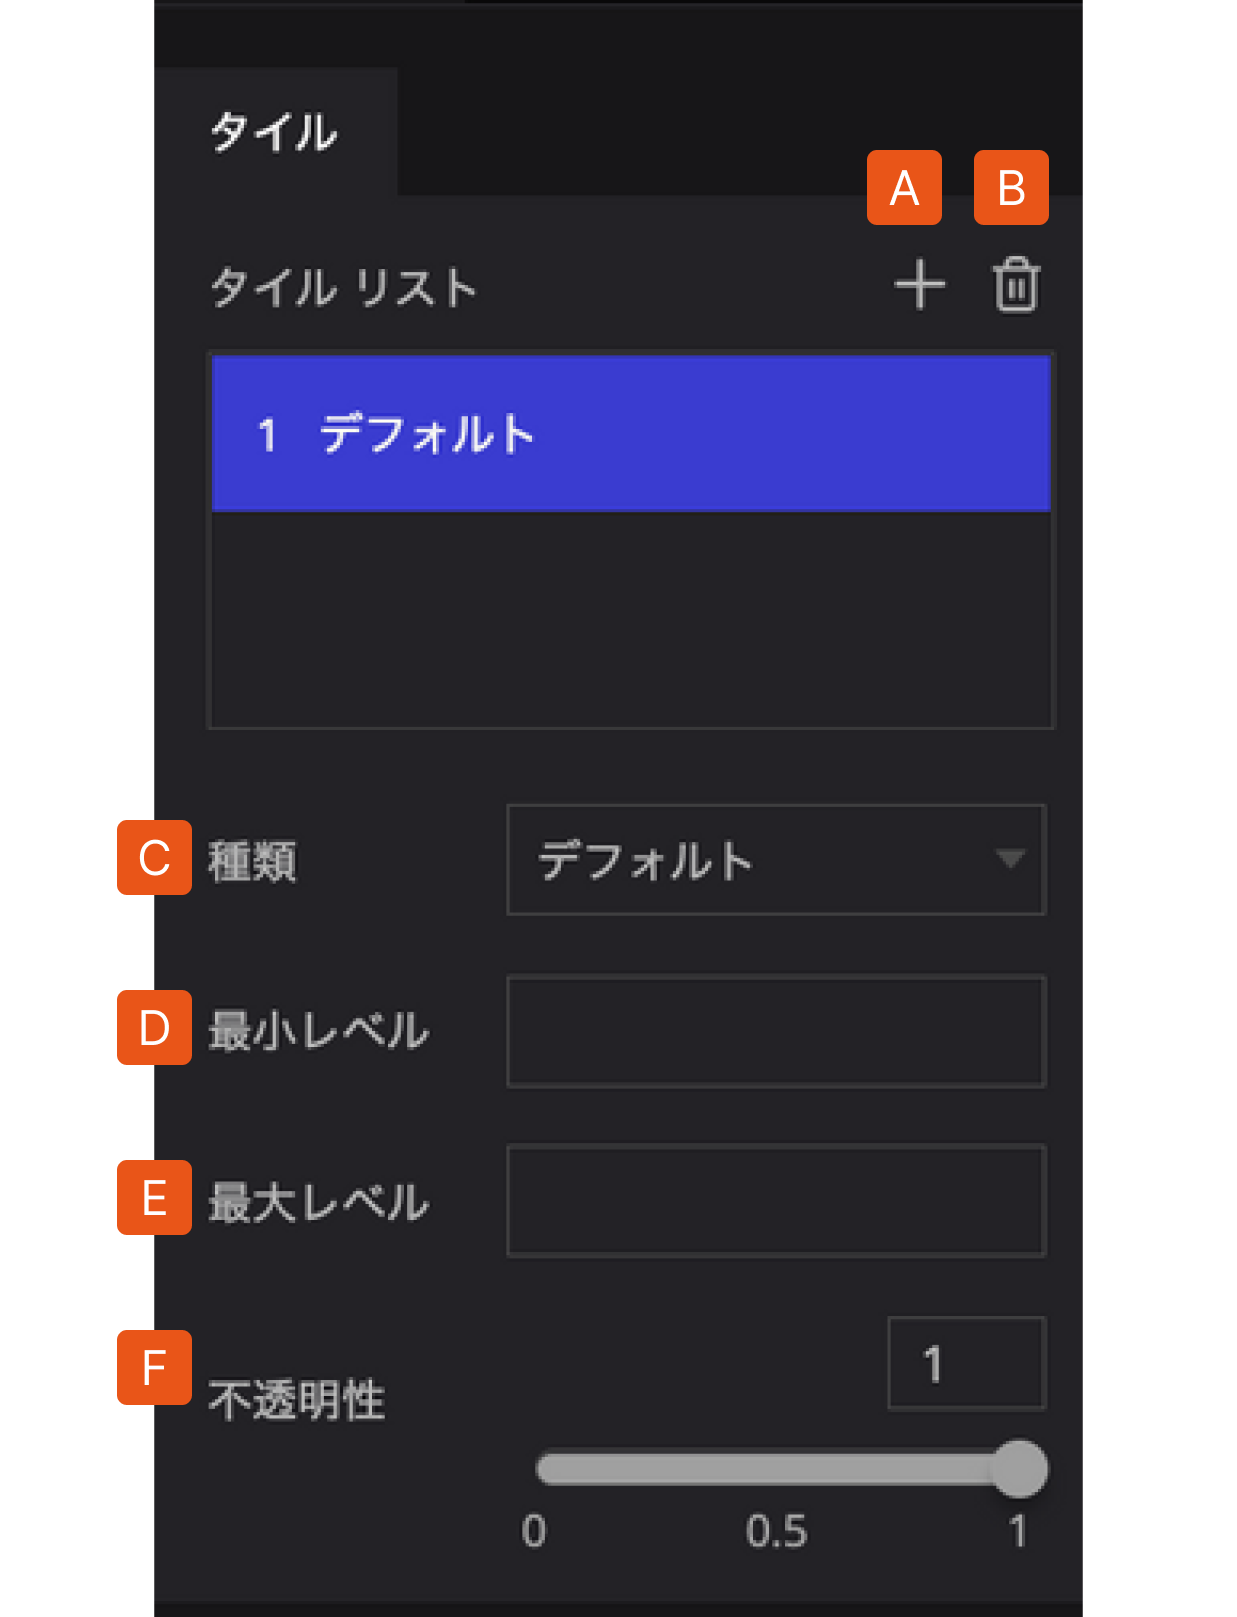 タイル
A B
タイル リスト
1 デフォルト
C 種類 デフォルト
D 最小レベル
E 最大レベル
F 不透明性 1
0 0.5 1